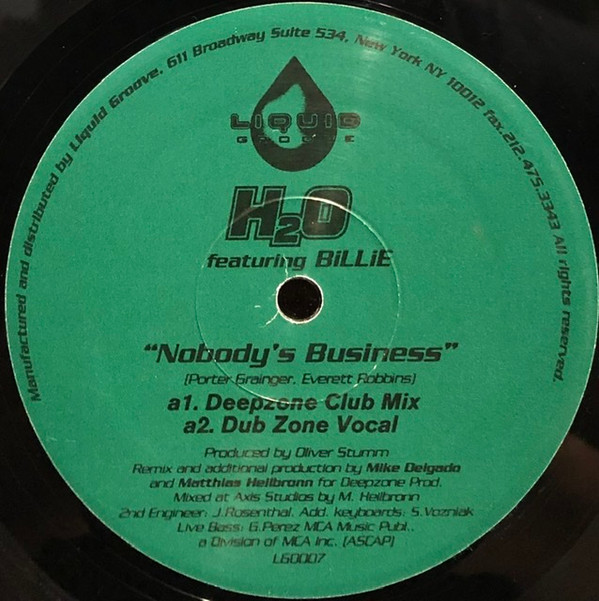 Manufactured and distributed by Liquid Groove, 611 Broadway Suite 534, New York NY 10012 fax.212.475.3343 All rights reserved.
LIQUID
GROOVE
H2O
featuring BiLLiE
“Nobody's Business”
(Porter Grainger, Everett Robbins)
a1. Deepzone Club Mix
a2. Dub Zone Vocal
Produced by Oliver Stumm
Remix and additional production by Mike Delgado
and Matthias Heilbronn for Deepzone Prod.
Mixed at Axis Studios by M. Heilbronn
2nd Engineer: J.Rosenthal. Add. keyboards: S.Vozniak
Live Bass: G.Perez MCA Music Publ.,
a Division of MCA Inc. (ASCAP)
LG0007